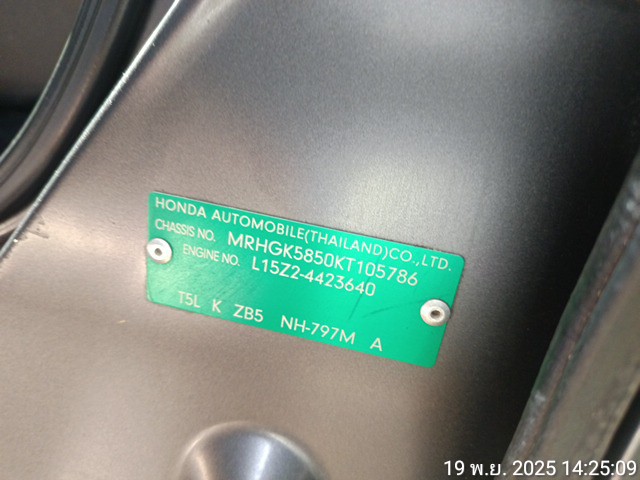 HONDA AUTOMOBILE(THAILAND)CO.,LTD.
CHASSIS NO. MRHGK5850KT105786
ENGINE NO. L15Z2-4423640
T5L K ZB5 NH-797M A
19 พ.ย. 2025 14:25:09